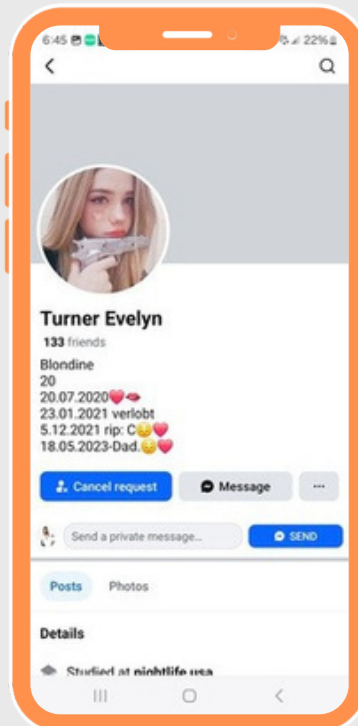 6:45
22%
Turner Evelyn
133 friends
Blondine
20
20.07.2020❤️💋
23.01.2021 verlobt
5.12.2021 rip: C😔❤️
18.05.2023-Dad.😔❤️
Cancel request
Message
Send a private message...
SEND
Posts Photos
Details
Studied at nightlife usa